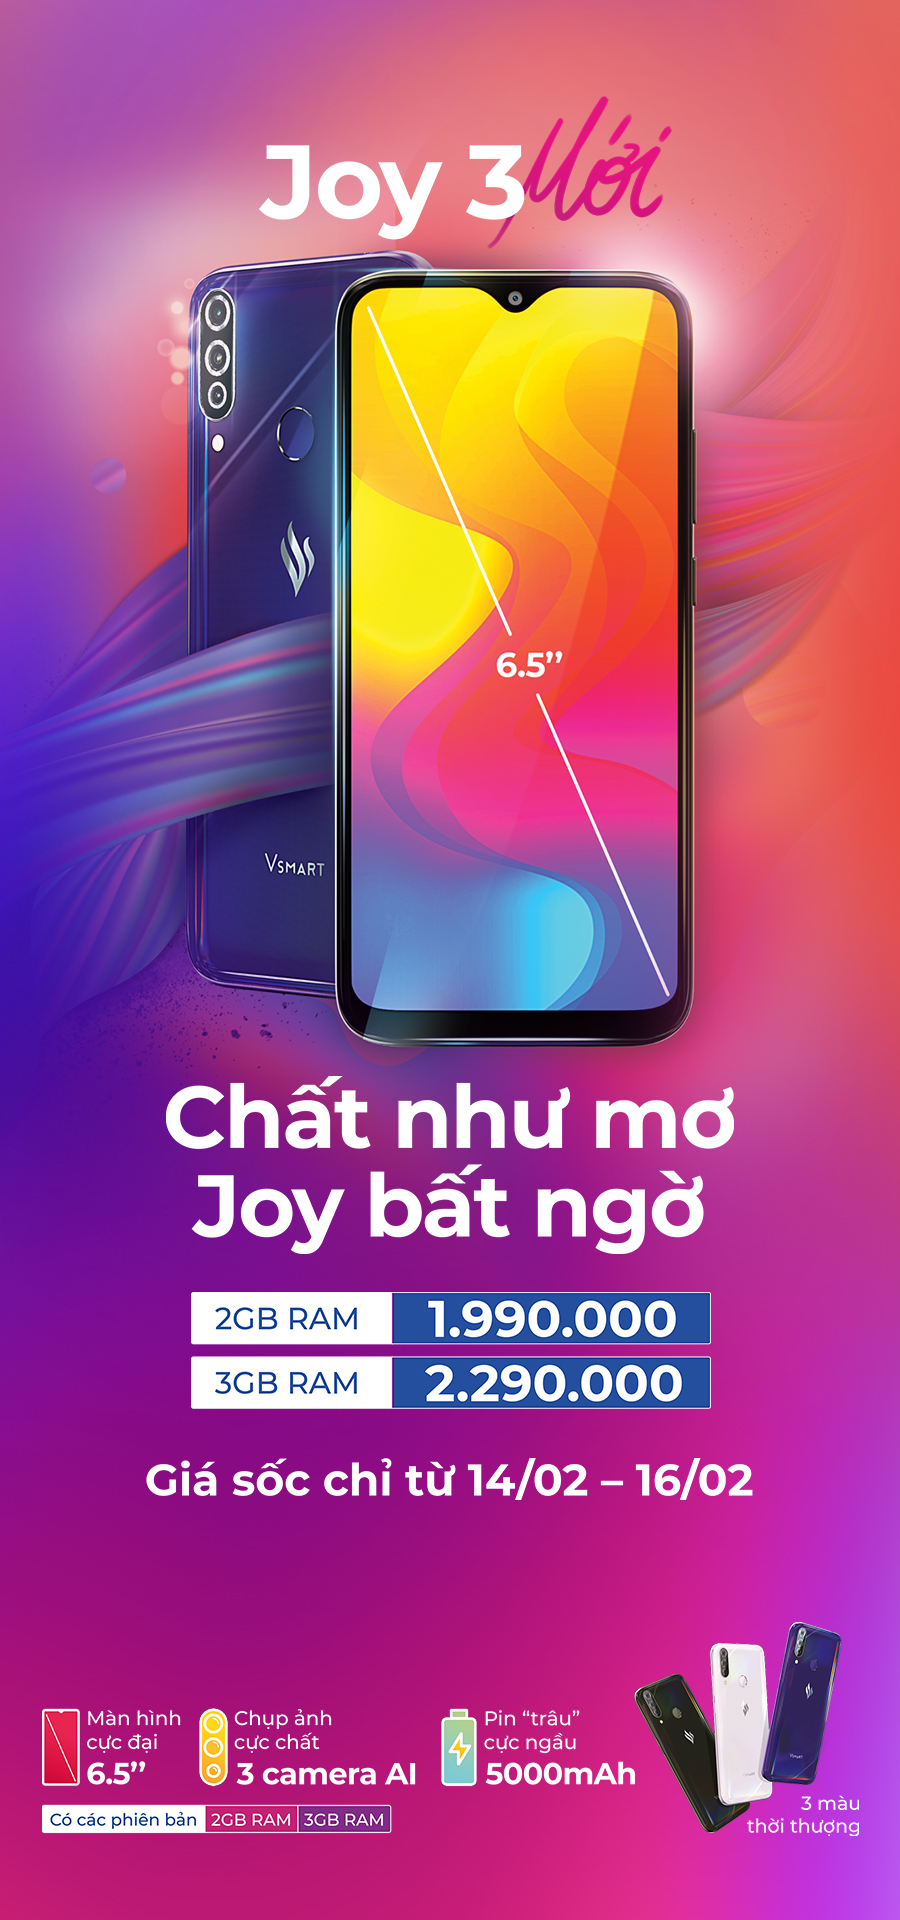 Joy 3 Mới
6.5”
VSMART
Chất như mơ
Joy bất ngờ
2GB RAM 1.990.000
3GB RAM 2.290.000
Giá sốc chỉ từ 14/02 – 16/02
Màn hình
cực đại
6.5”
Chụp ảnh
cực chất
3 camera AI
Pin “trâu”
cực ngầu
5000mAh
Có các phiên bản 2GB RAM 3GB RAM
VSMART
3 màu
thời thượng